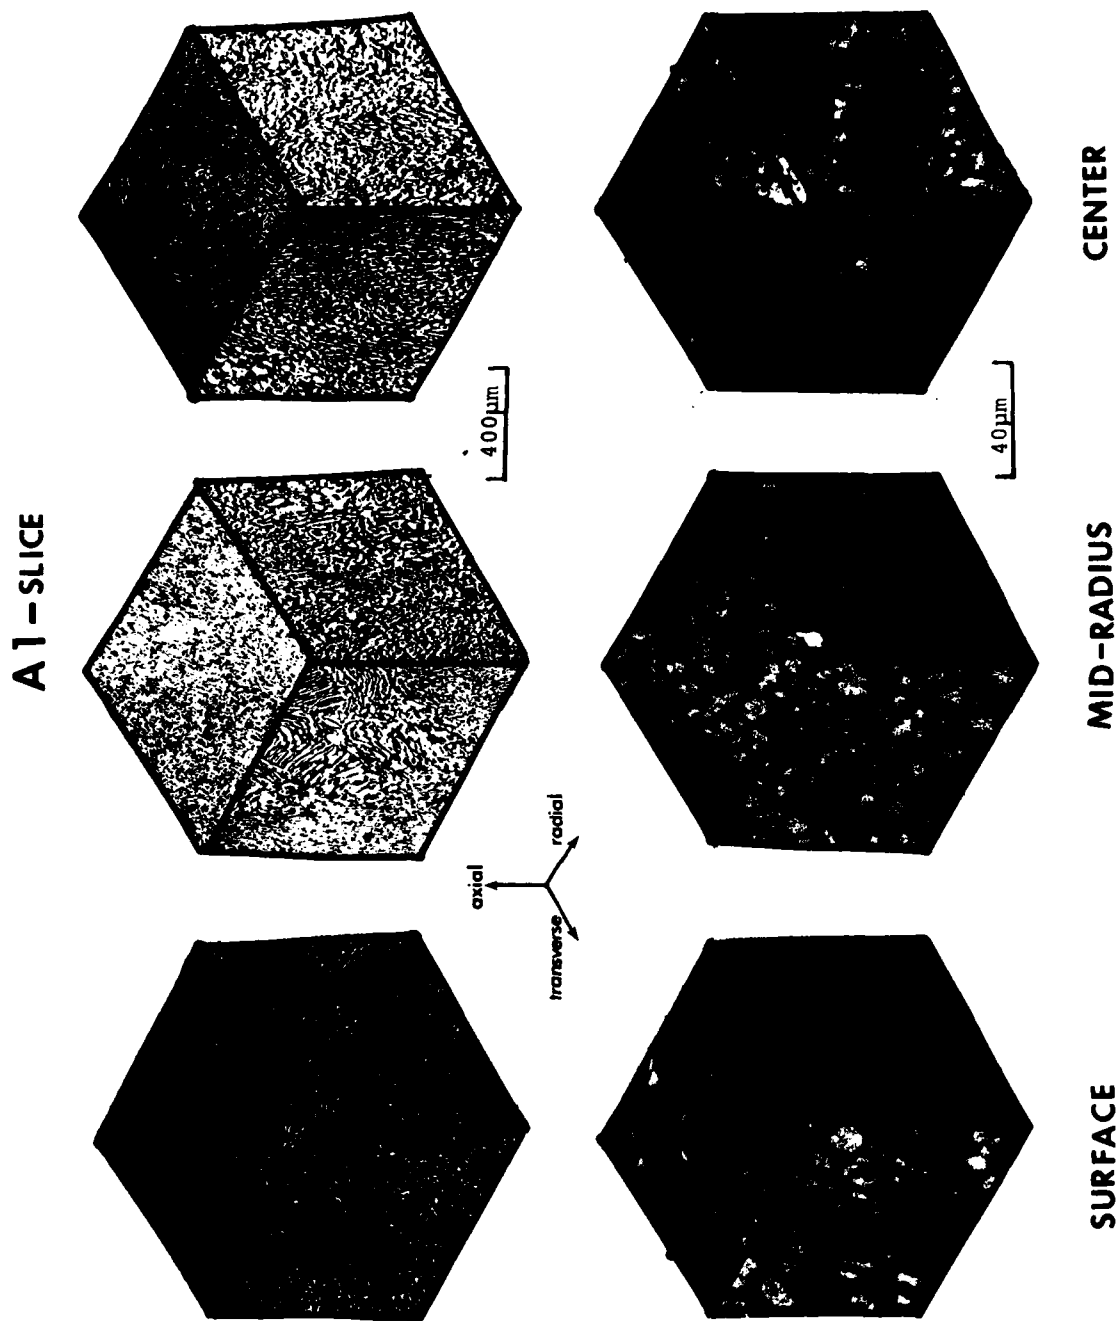 A1-SLICE
400µm
axial
radial
transverse
40µm
SURFACE
MID-RADIUS
CENTER